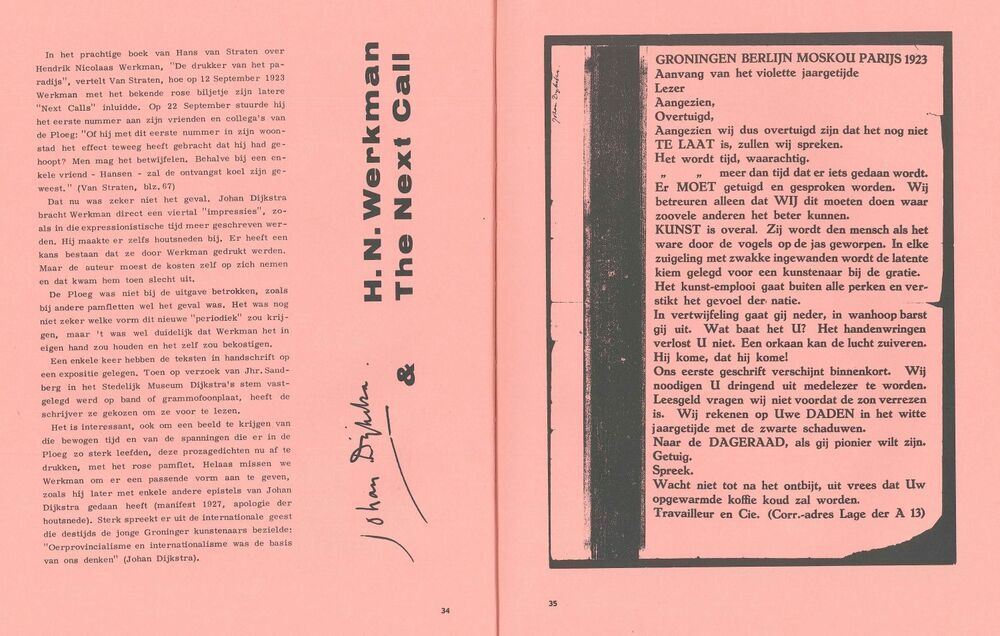 In het prachtige boek van Hans van Straten over
Hendrik Nicolaas Werkman, "De drukker van het pa-
radijs", vertelt Van Straten, hoe op 12 September 1923
Werkman met het bekende rose biljetje zijn latere
"Next Calls" inluidde. Op 22 September stuurde hij
het eerste nummer aan zijn vrienden en collega's van
de Ploeg: "Of hij met dit eerste nummer in zijn woon-
stad het effect teweeg heeft gebracht dat hij had ge-
hoopt? Men mag het betwijfelen. Behalve bij een en-
kele vriend - Hansen - zal de ontvangst koel zijn ge-
weest." (Van Straten, blz. 67)
Dat nu was zeker niet het geval. Johan Dijkstra
bracht Werkman direct een viertal "impressies", zo-
als in die expressionistische tijd meer geschreven wer-
den. Hij maakte er zelfs houtsneden bij. Er heeft een
kans bestaan dat ze door Werkman gedrukt werden.
Maar de auteur moest de kosten zelf op zich nemen
en dat kwam hem toen slecht uit.
De Ploeg was niet bij de uitgave betrokken, zoals
bij andere pamfletten wel het geval was. Het was nog
niet zeker welke vorm dit nieuwe "periodiek" zou krij-
gen, maar 't was wel duidelijk dat Werkman het in
eigen hand zou houden en het zelf zou bekostigen.
Een enkele keer hebben de teksten in handschrift op
een expositie gelegen. Toen op verzoek van Jhr. Sand-
berg in het Stedelijk Museum Dijkstra's stem vast-
gelegd werd op band of grammofoonplaat, heeft de
schrijver ze gekozen om ze voor te lezen.
Het is interessant, ook om een beeld te krijgen van
die bewogen tijd en van de spanningen die er in de
Ploeg zo sterk leefden, deze prozagedichten nu af te
drukken, met het rose pamflet. Helaas missen we
Werkman om er een passende vorm aan te geven,
zoals hij later met enkele andere epistels van Johan
Dijkstra gedaan heeft (manifest 1927, apologie der
houtsnede). Sterk spreekt er uit de internationale geest
die destijds de jonge Groninger kunstenaars bezielde:
"Oerprovincialisme en internationalisme was de basis
van ons denken" (Johan Dijkstra).
H. N. Werkman
& The Next Call
Johan Dijkstra.
34
Johan Dijkstra
GRONINGEN BERLIJN MOSKOU PARIJS 1923
Aanvang van het violette jaargetijde
Lezer
Aangezien,
Overtuigd,
Aangezien wij dus overtuigd zijn dat het nog niet
TE LAAT is, zullen wij spreken.
Het wordt tijd, waarachtig.
„ „ meer dan tijd dat er iets gedaan wordt.
Er MOET getuigd en gesproken worden. Wij
betreuren alleen dat WIJ dit moeten doen waar
zoovele anderen het beter kunnen.
KUNST is overal. Zij wordt den mensch als het
ware door de vogels op de jas geworpen. In elke
zuigeling met zwakke ingewanden wordt de latente
kiem gelegd voor een kunstenaar bij de gratie.
Het kunst-emplooi gaat buiten alle perken en ver-
stikt het gevoel der natie.
In vertwijfeling gaat gij neder, in wanhoop barst
gij uit. Wat baat het U? Het handenwringen
verlost U niet. Een orkaan kan de lucht zuiveren.
Hij kome, dat hij kome!
Ons eerste geschrift verschijnt binnenkort. Wij
noodigen U dringend uit medelezer te worden.
Leesgeld vragen wij niet voordat de zon verrezen
is. Wij rekenen op Uwe DADEN in het witte
jaargetijde met de zwarte schaduwen.
Naar de DAGERAAD, als gij pionier wilt zijn.
Getuig.
Spreek.
Wacht niet tot na het ontbijt, uit vrees dat Uw
opgewarmde koffie koud zal worden.
Travailleur en Cie. (Corr.-adres Lage der A 13)
35